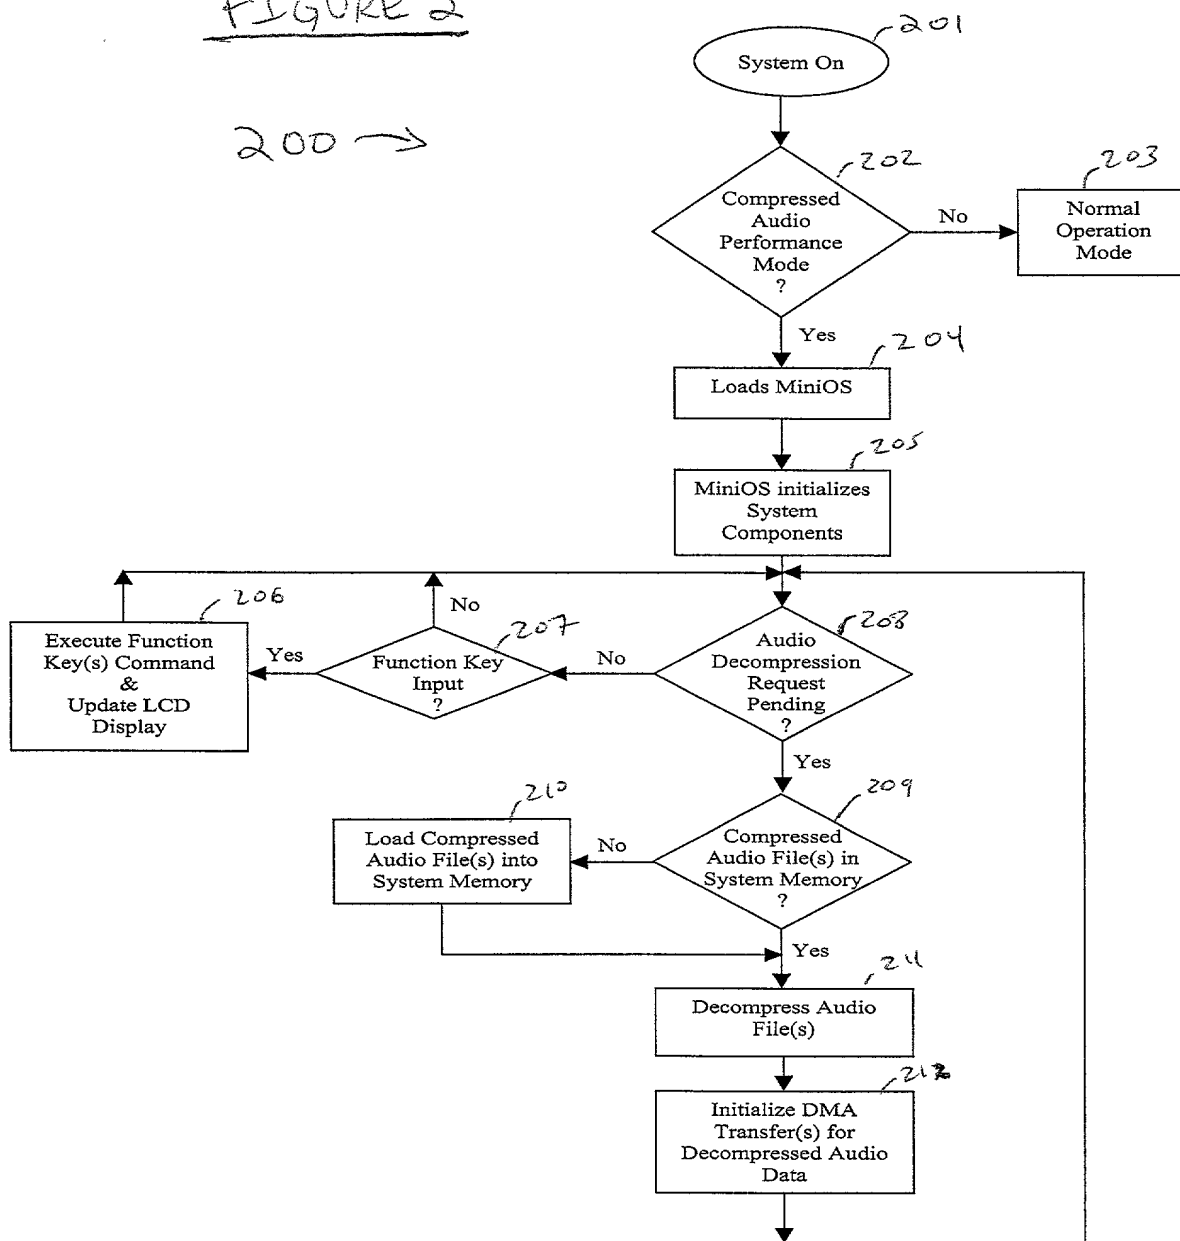 FIGURE 2
200
201
System On
202
Compressed
Audio
Performance
Mode
?
No
203
Normal
Operation
Mode
Yes
204
Loads MiniOS
205
MiniOS initializes
System
Components
206
Execute Function
Key(s) Command
&
Update LCD
Display
Yes
No
207
Function Key
Input
?
No
208
Audio
Decompression
Request
Pending
?
Yes
210
Load Compressed
Audio File(s) into
System Memory
No
209
Compressed
Audio File(s) in
System Memory
?
Yes
211
Decompress Audio
File(s)
212
Initialize DMA
Transfer(s) for
Decompressed Audio
Data